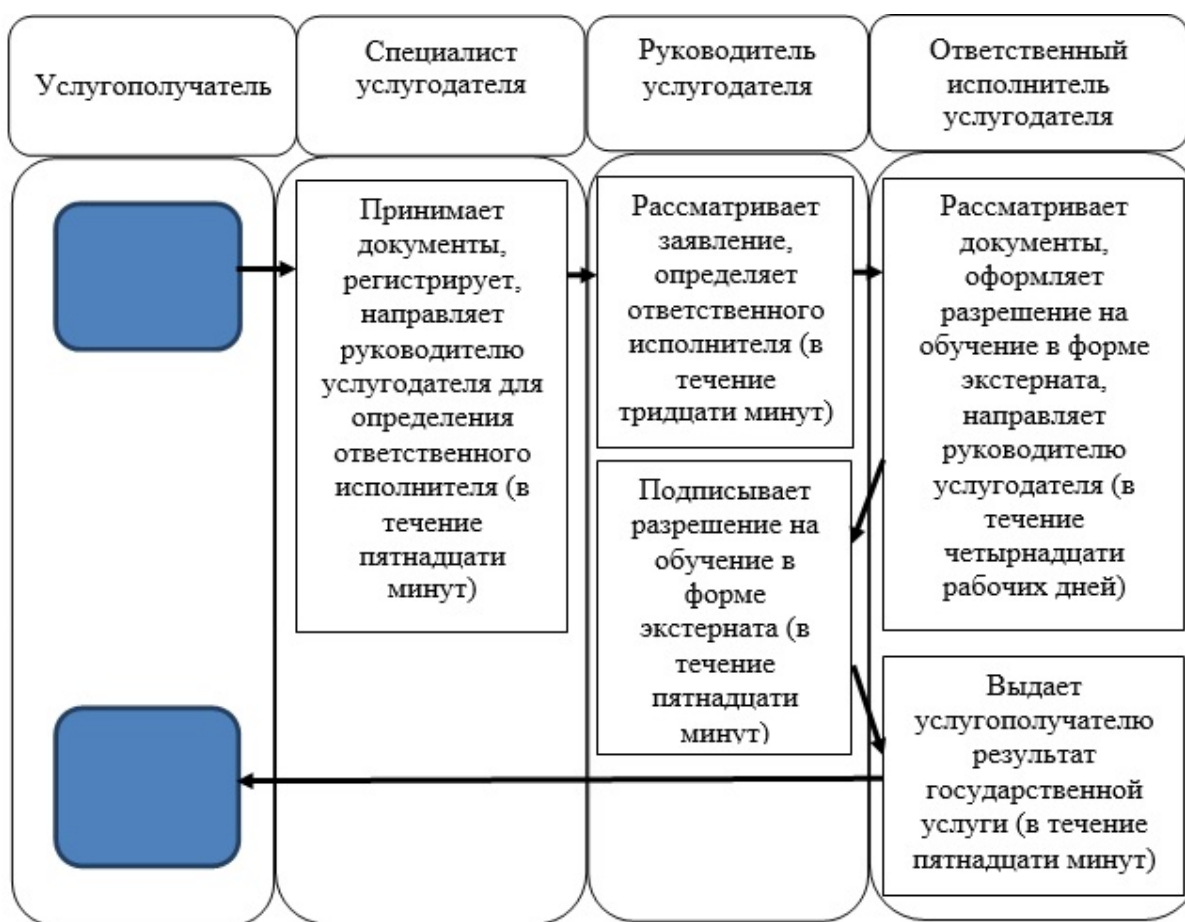 Услугополучатель
Специалист
услугодателя
Руководитель
услугодателя
Ответственный
исполнитель
услугодателя
Принимает
документы,
регистрирует,
направляет
руководителю
услугодателя для
определения
ответственного
исполнителя (в
течение
пятнадцати
минут)
Рассматривает
заявление,
определяет
ответственного
исполнителя (в
течение
тридцати минут)
Рассматривает
документы,
оформляет
разрешение на
обучение в форме
экстерната,
направляет
руководителю
услугодателя (в
течение
четырнадцати
рабочих дней)
Подписывает
разрешение на
обучение в
форме
экстерната (в
течение
пятнадцати
минут)
Выдает
услугополучателю
результат
государственной
услуги (в течение
пятнадцати минут)